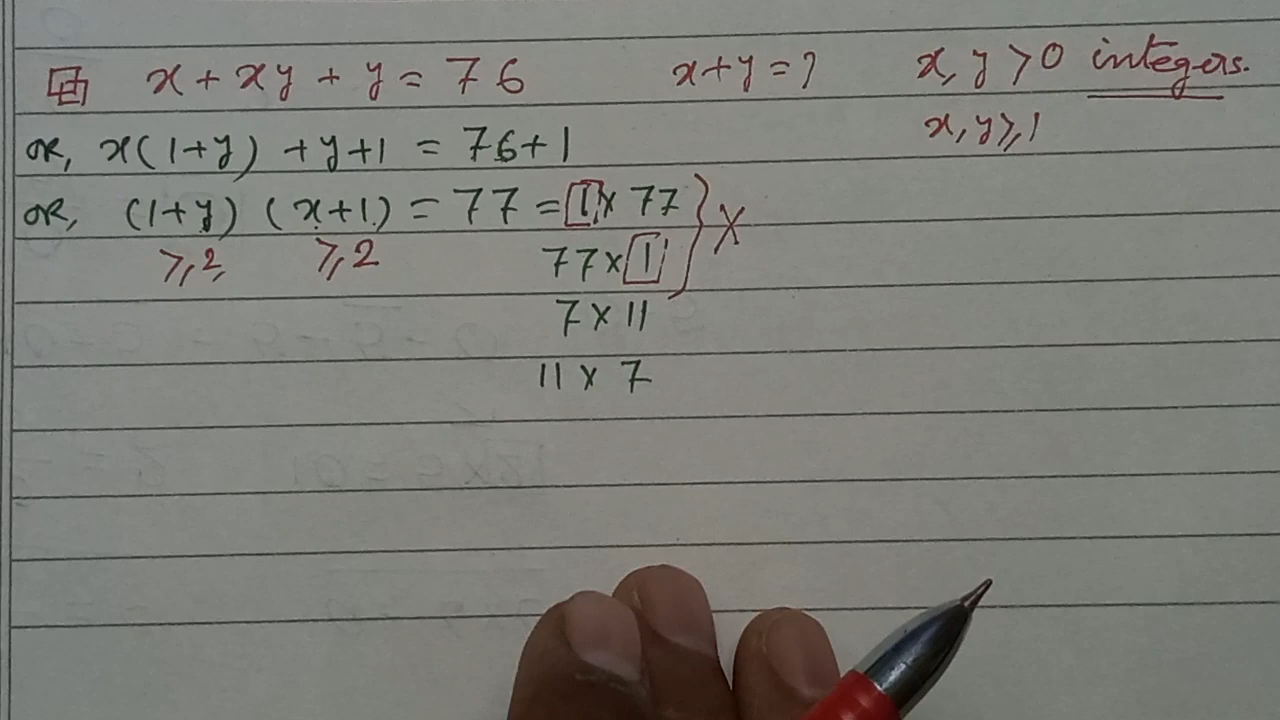 x + xy + y = 76 x+y = ? x, y > 0 integers.
x, y ≥ 1
or, x(1+y) + y+1 = 76+1
or, (1+y) (x+1) = 77 = 1 × 77 } X
≥ 2, ≥ 2 77 × 1
7 × 11
11 × 7